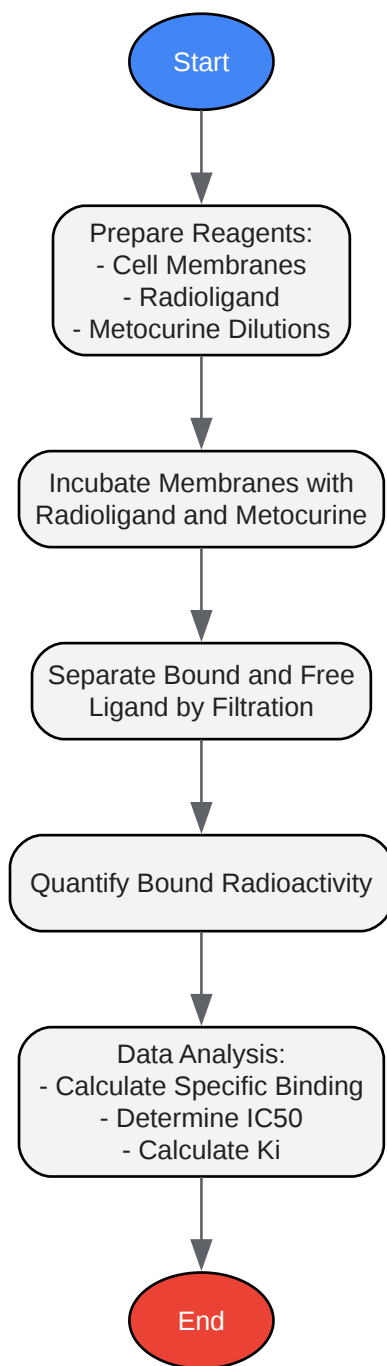 Start
Prepare Reagents:
- Cell Membranes
- Radioligand
- Metocurine Dilutions
Incubate Membranes with
Radioligand and Metocurine
Separate Bound and Free
Ligand by Filtration
Quantify Bound Radioactivity
Data Analysis:
- Calculate Specific Binding
- Determine IC50
- Calculate Ki
End